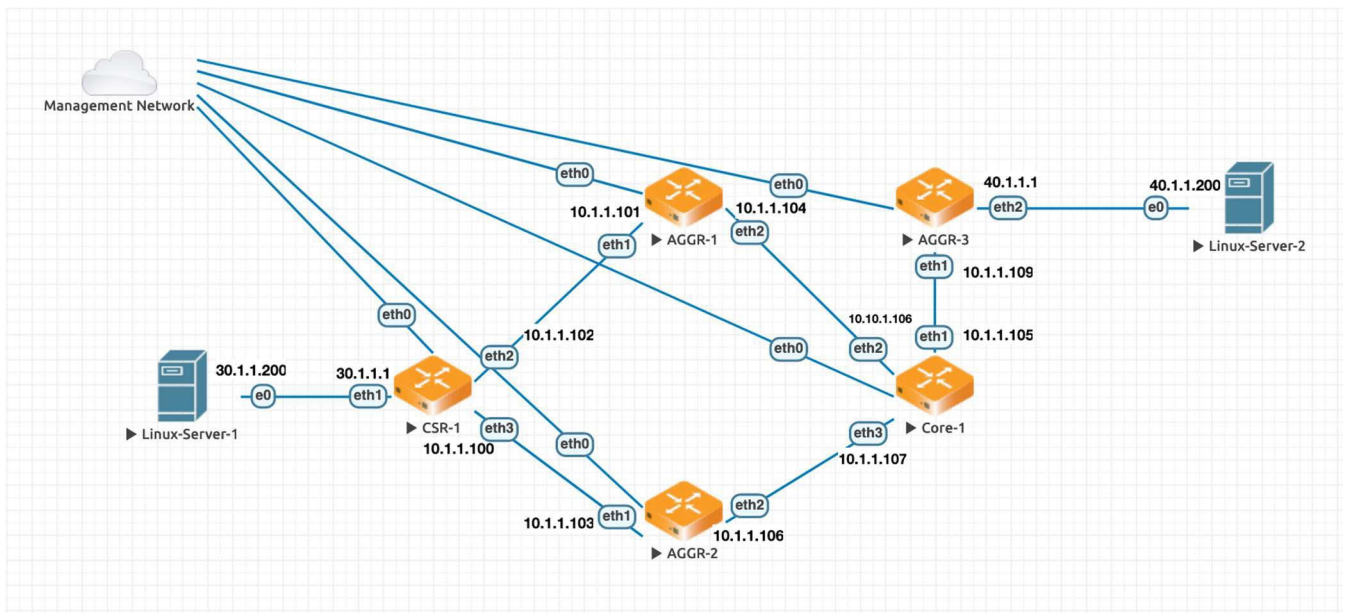 Management Network
eth0
eth0
40.1.1.1
40.1.1.200
10.1.1.101
10.1.1.104
eth2
e0
eth1
AGGR-1
eth2
AGGR-3
Linux-Server-2
eth1
10.1.1.109
eth0
10.10.1.106
10.1.1.102
10.1.1.105
eth1
eth2
eth0
eth2
30.1.1.200
30.1.1.1
e0
eth1
Linux-Server-1
CSR-1
eth3
Core-1
10.1.1.100
eth0
eth3
10.1.1.107
10.1.1.103
eth1
eth2
10.1.1.106
AGGR-2